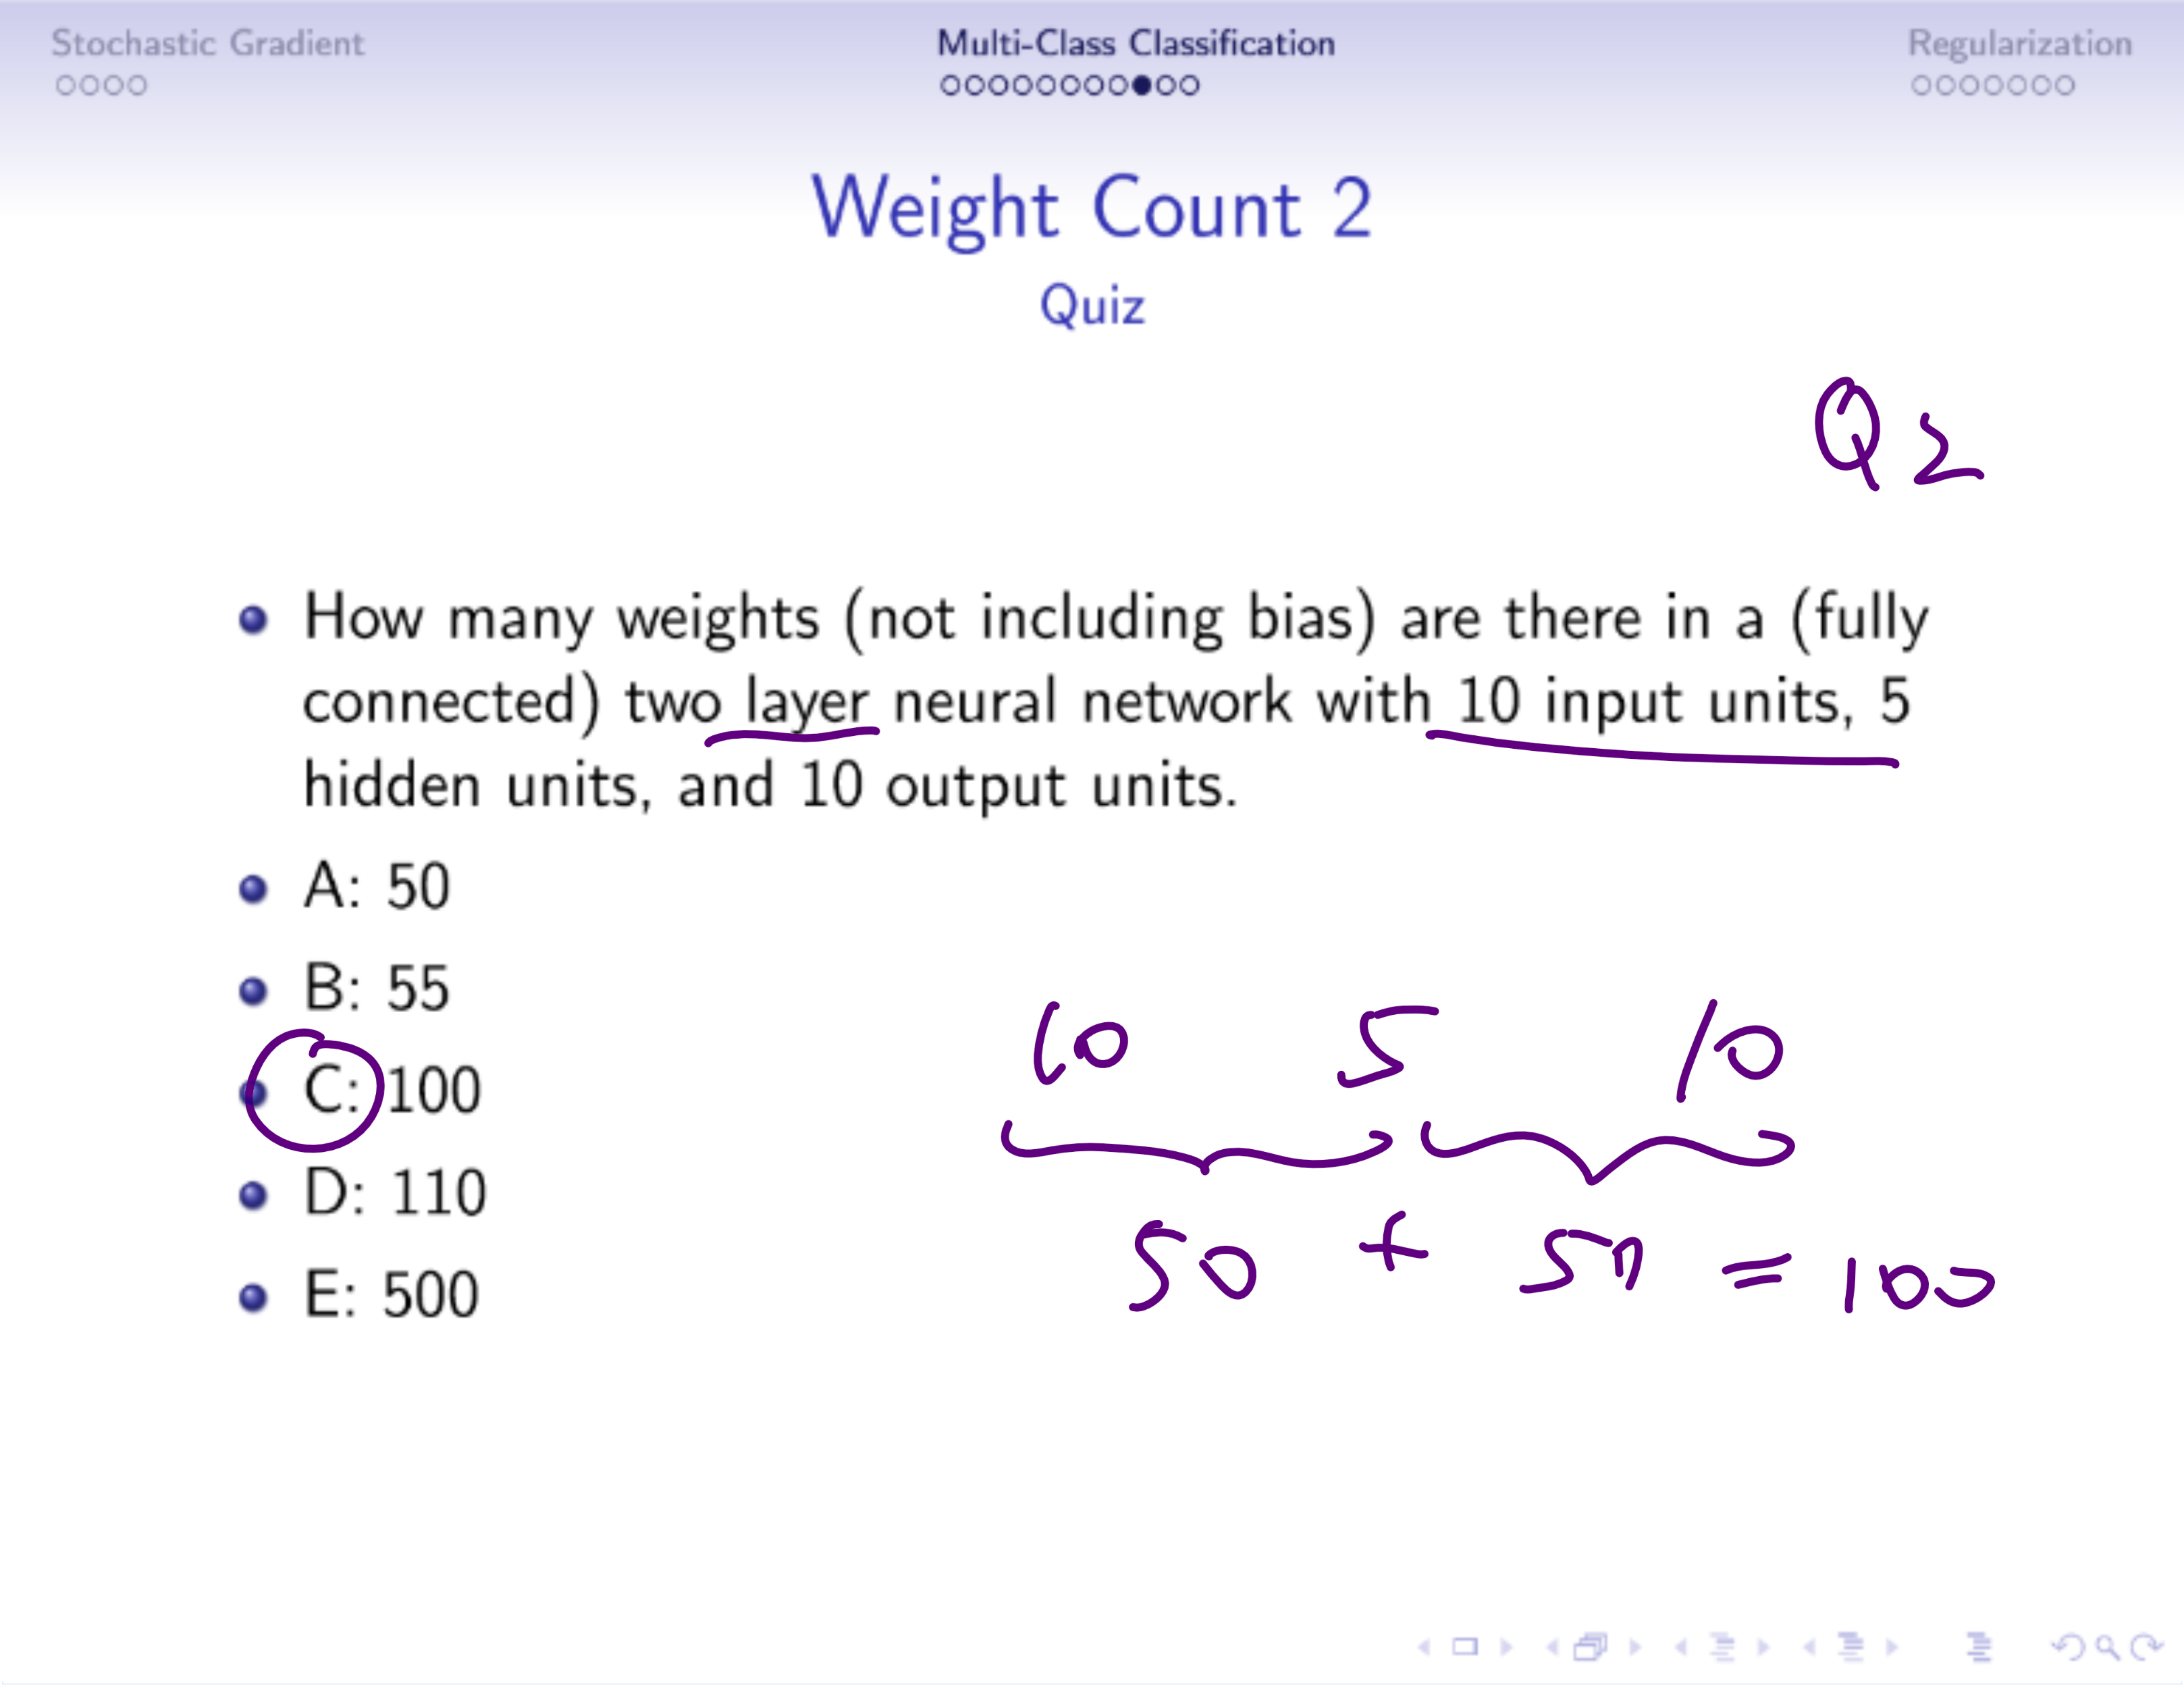 Stochastic Gradient
Multi-Class Classification
Regularization
Weight Count 2
Quiz
Q2
How many weights (not including bias) are there in a (fully
connected) two layer neural network with 10 input units, 5
hidden units, and 10 output units.
A: 50
B: 55
C: 100
D: 110
E: 500
10 5 10
50 + 50 = 100